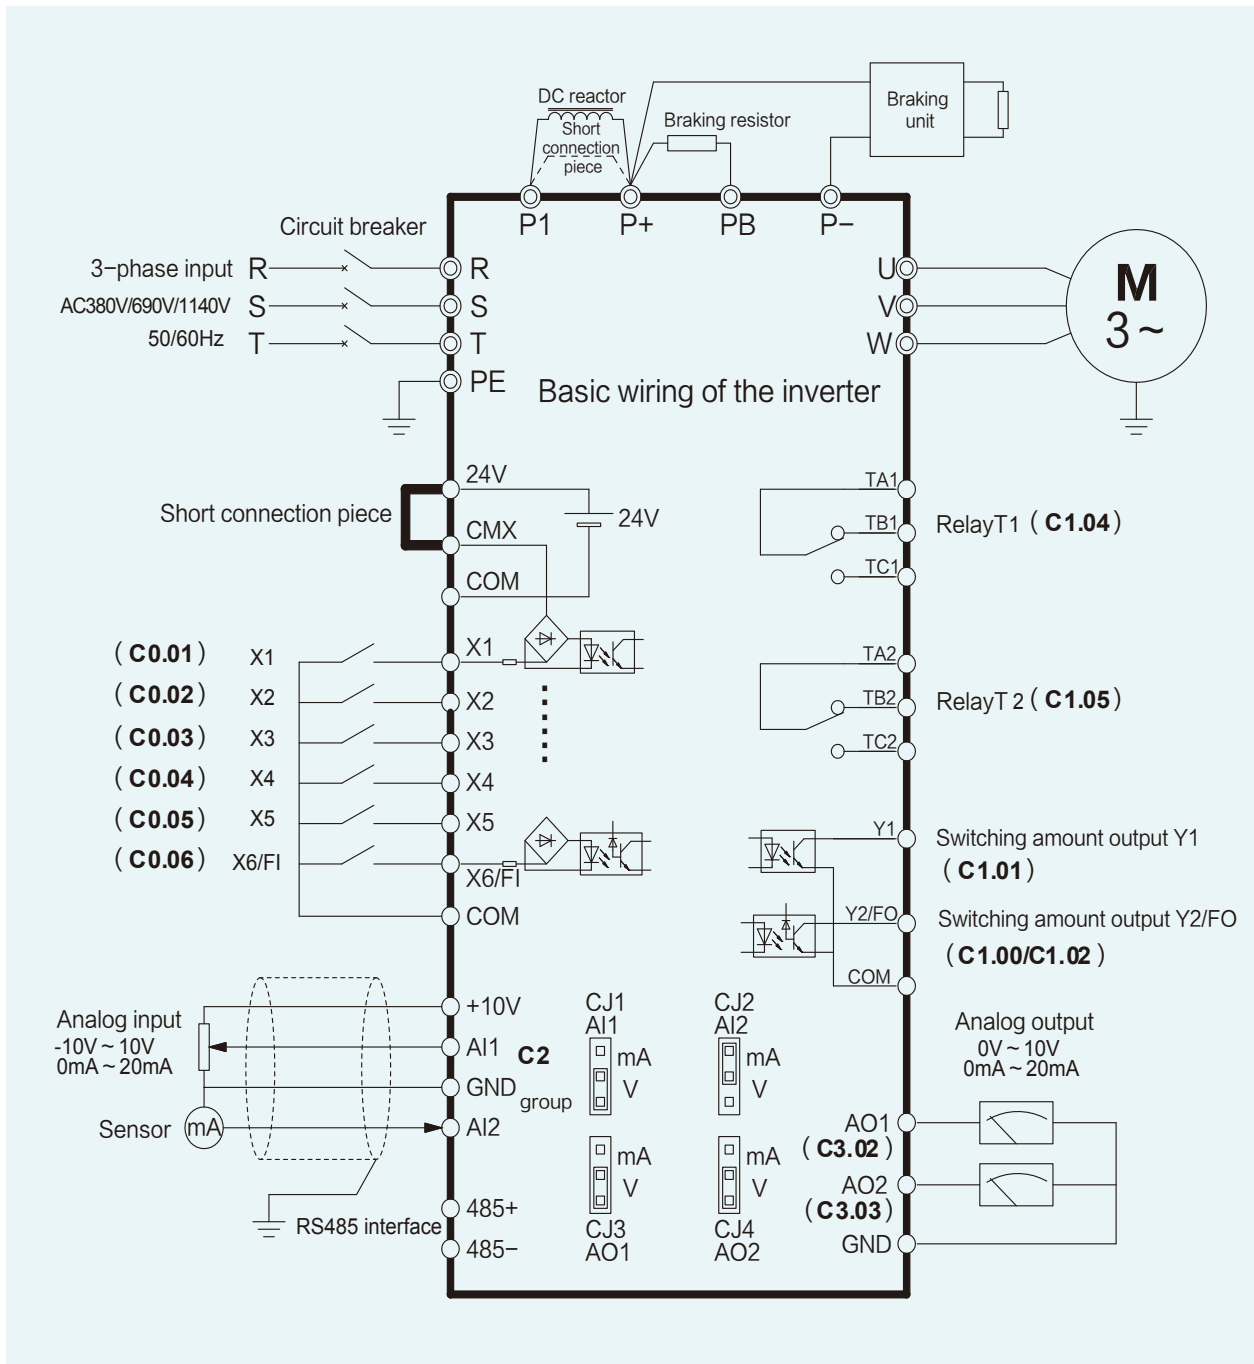 DC reactor
Short
connection
piece
Braking resistor
Braking
unit
P1 P+ PB P−
Circuit breaker
3−phase input R R
AC380V/690V/1140V S S
50/60Hz T T
PE
U
V
W
M
3~
Basic wiring of the inverter
24V
Short connection piece
CMX
24V
COM
TA1
TB1
TC1
RelayT1 (C1.04)
(C0.01) X1 X1
(C0.02) X2 X2
(C0.03) X3 X3
(C0.04) X4 X4
(C0.05) X5 X5
(C0.06) X6/FI X6/FI
COM
TA2
TB2
TC2
RelayT 2 (C1.05)
Y1
Switching amount output Y1
(C1.01)
Y2/FO
Switching amount output Y2/FO
(C1.00/C1.02)
COM
Analog input
-10V ~ 10V
0mA ~ 20mA
Sensor
mA
+10V
AI1
GND
AI2
C2
group
CJ1
AI1
mA
V
CJ2
AI2
mA
V
mA
V
CJ3
AO1
mA
V
CJ4
AO2
Analog output
0V ~ 10V
0mA ~ 20mA
AO1
(C3.02)
AO2
(C3.03)
GND
RS485 interface
485+
485−